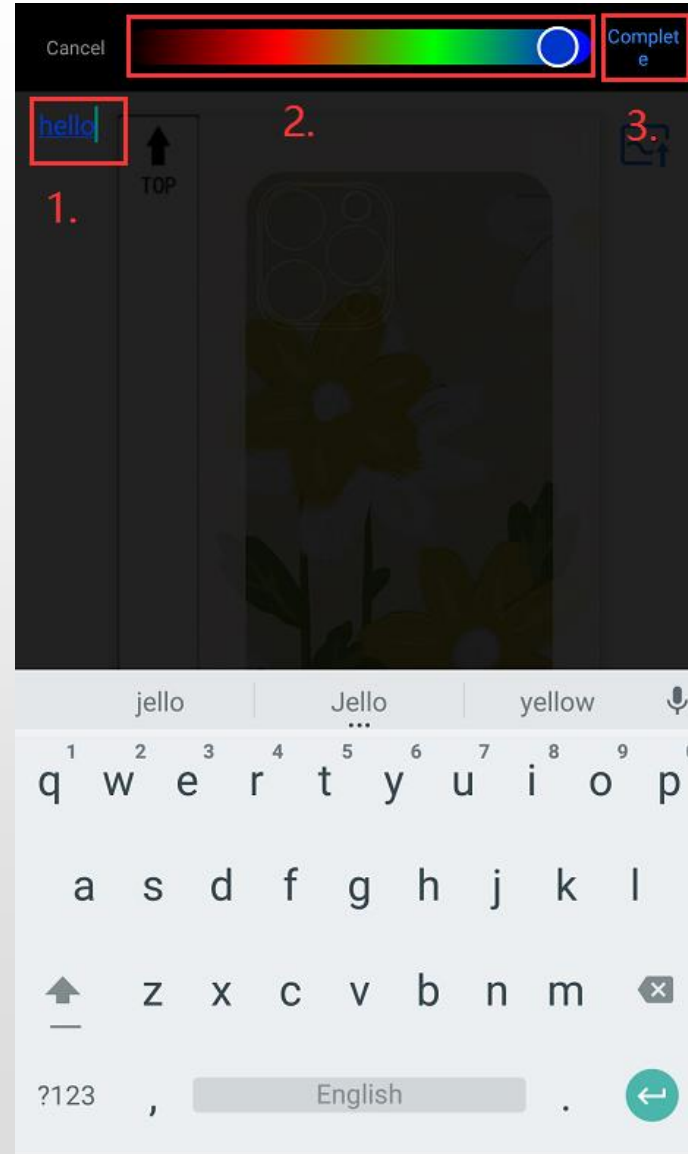 Cancel
Complet
e
hello
2.
3.
TOP
1.
jello Jello yellow
1 2 3 4 5 6 7 8 9
q w e r t y u i o p
a s d f g h j k l
z x c v b n m
?123 , English .